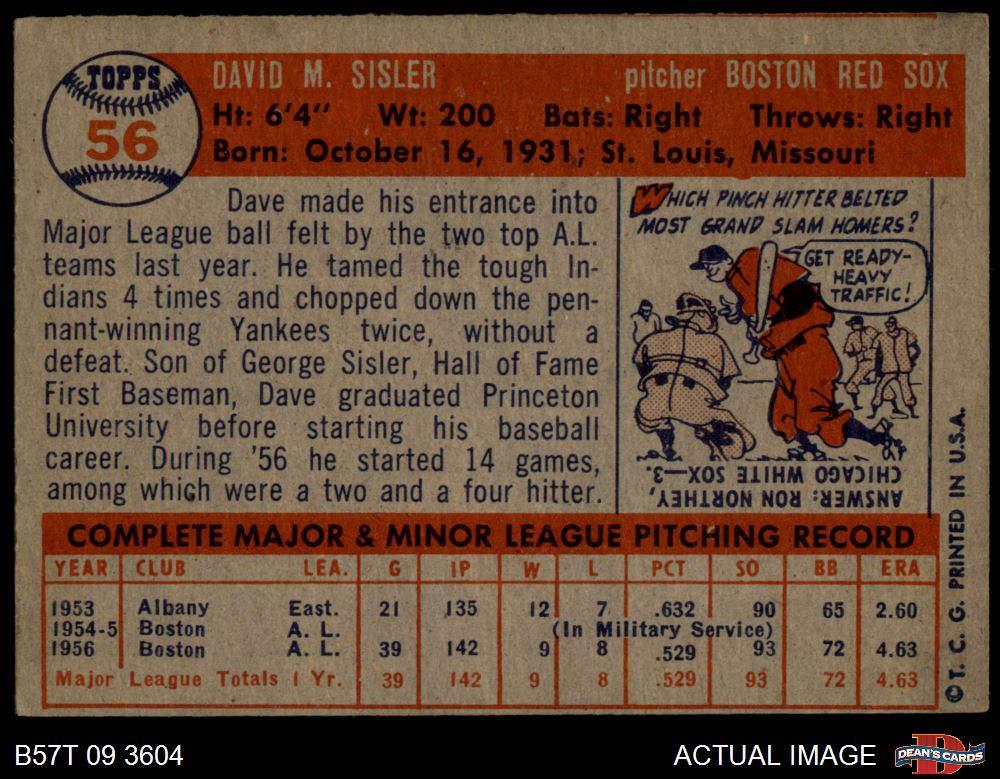 TOPPS
56
DAVID M. SISLER pitcher BOSTON RED SOX
Ht: 6'4" Wt: 200 Bats: Right Throws: Right
Born: October 16, 1931; St. Louis, Missouri
Dave made his entrance into
Major League ball felt by the two top A.L.
teams last year. He tamed the tough In-
dians 4 times and chopped down the pen-
nant-winning Yankees twice, without a
defeat. Son of George Sisler, Hall of Fame
First Baseman, Dave graduated Princeton
University before starting his baseball
career. During '56 he started 14 games,
among which were a two and a four hitter.
WHICH PINCH HITTER BELTED
MOST GRAND SLAM HOMERS?
GET READY-
HEAVY
TRAFFIC!
ANSWER: RON NORTHEY,
CHICAGO WHITE SOX—3.
COMPLETE MAJOR & MINOR LEAGUE PITCHING RECORD
YEAR CLUB LEA. G IP W L PCT SO BB ERA
1953 Albany East. 21 135 12 7 .632 90 65 2.60
1954-5 Boston A. L. (In Military Service)
1956 Boston A. L. 39 142 9 8 .529 93 72 4.63
Major League Totals 1 Yr. 39 142 9 8 .529 93 72 4.63
©T. C. G. PRINTED IN U.S.A.
B57T 09 3604
ACTUAL IMAGE
DEAN'S CARDS